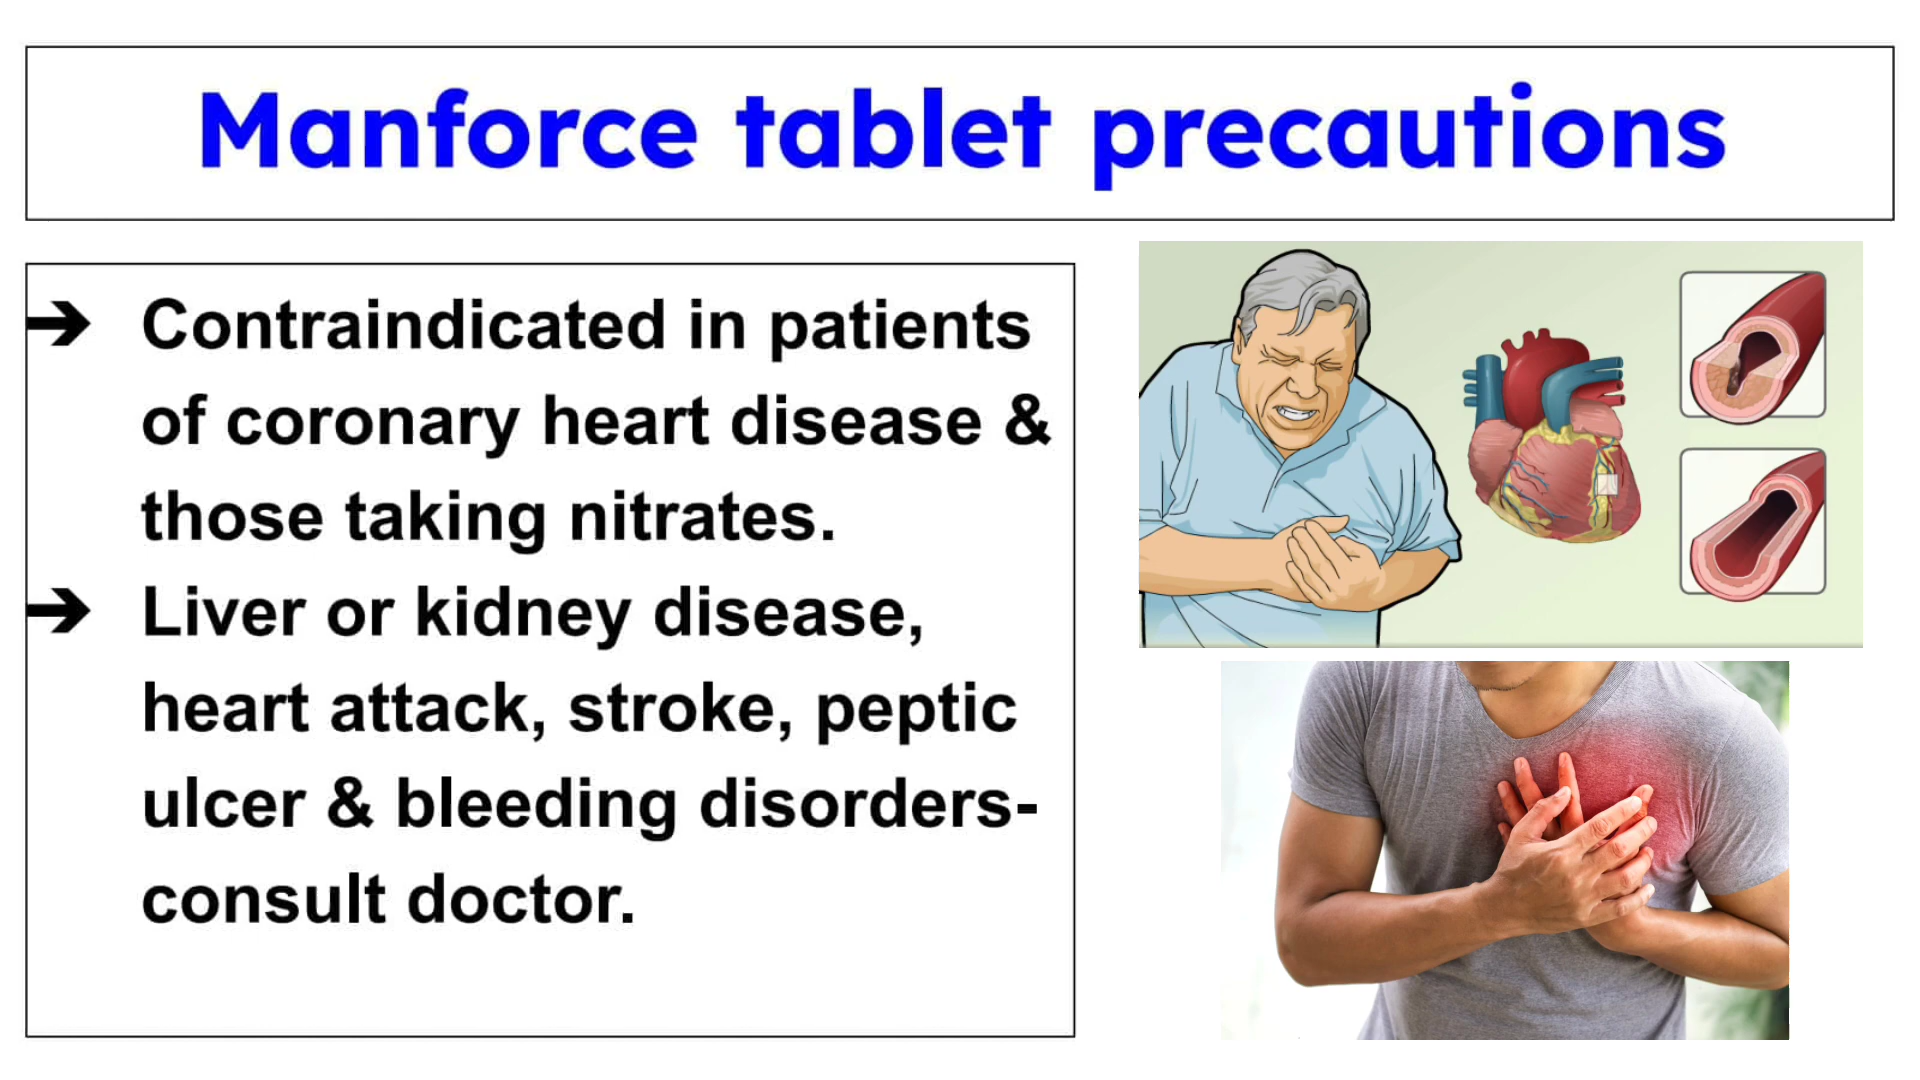 Manforce tablet precautions
➔ Contraindicated in patients
of coronary heart disease &
those taking nitrates.
➔ Liver or kidney disease,
heart attack, stroke, peptic
ulcer & bleeding disorders-
consult doctor.